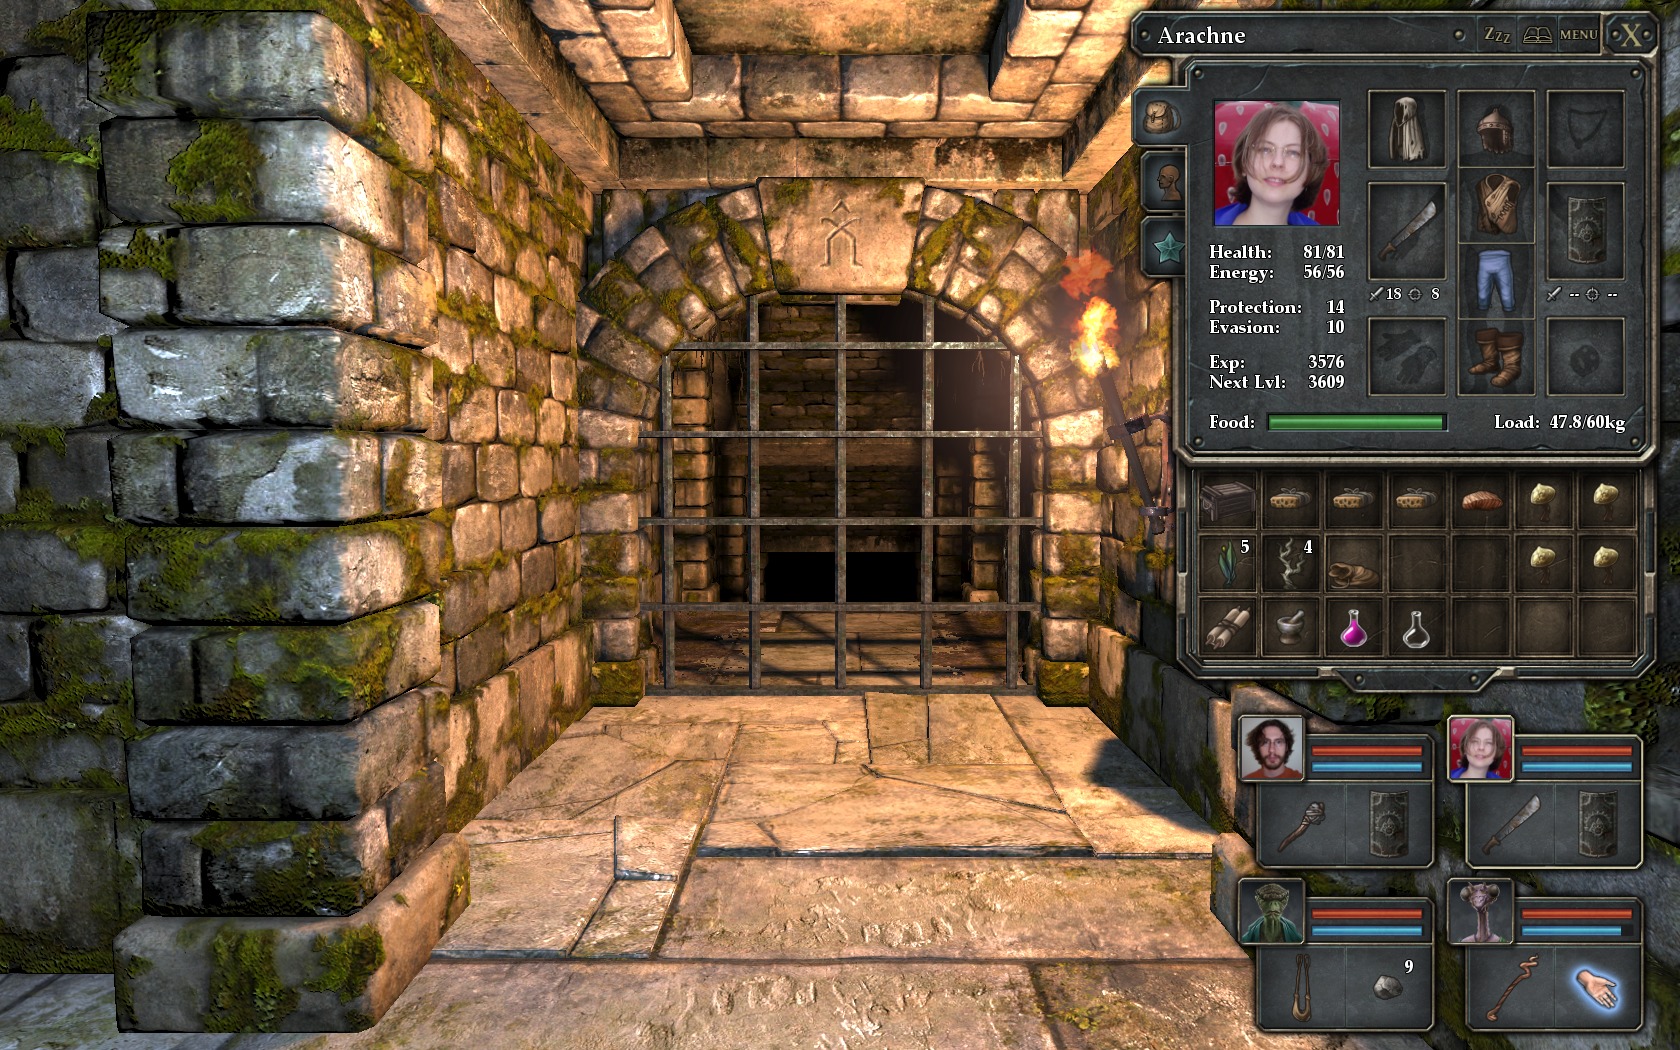 Arachne
Zzz
MENU
X
Health: 81/81
Energy: 56/56
Protection: 14
Evasion: 10
Exp: 3576
Next Lvl: 3609
18 8
-- --
Food:
Load: 47.8/60kg
5 4
9